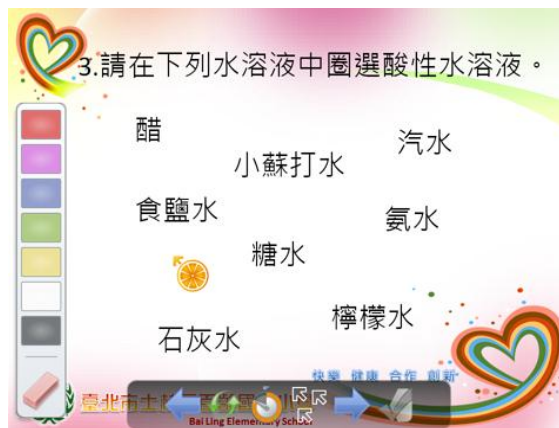 3.請在下列水溶液中圈選酸性水溶液。
醋
汽水
小蘇打水
食鹽水
氨水
糖水
檸檬水
石灰水
快樂 健康 合作 創新
臺北市士
Bai Ling Elementary School